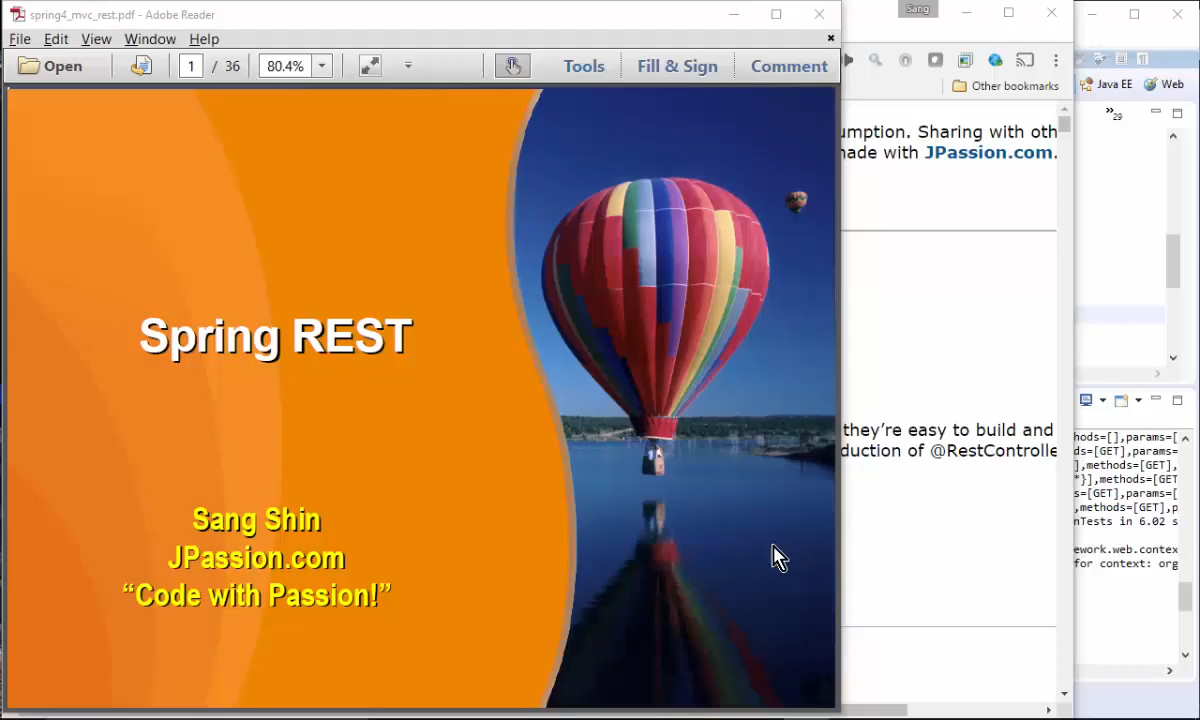 spring4_mvc_rest.pdf - Adobe Reader
File Edit View Window Help
Open 1 / 36 80.4% Tools Fill & Sign Comment
Spring REST
Sang Shin
JPassion.com
“Code with Passion!”
Sang
Other bookmarks
umption. Sharing with oth
made with JPassion.com.
they’re easy to build and
duction of @RestControlle
Java EE Web
29
hods=[],params=[
ds=[GET],params=
],methods=[GET],
*}],methods=[GET
s=[GET],params=[
,methods=[GET],p
nTests in 6.02 s
ework.web.contex
for context: org